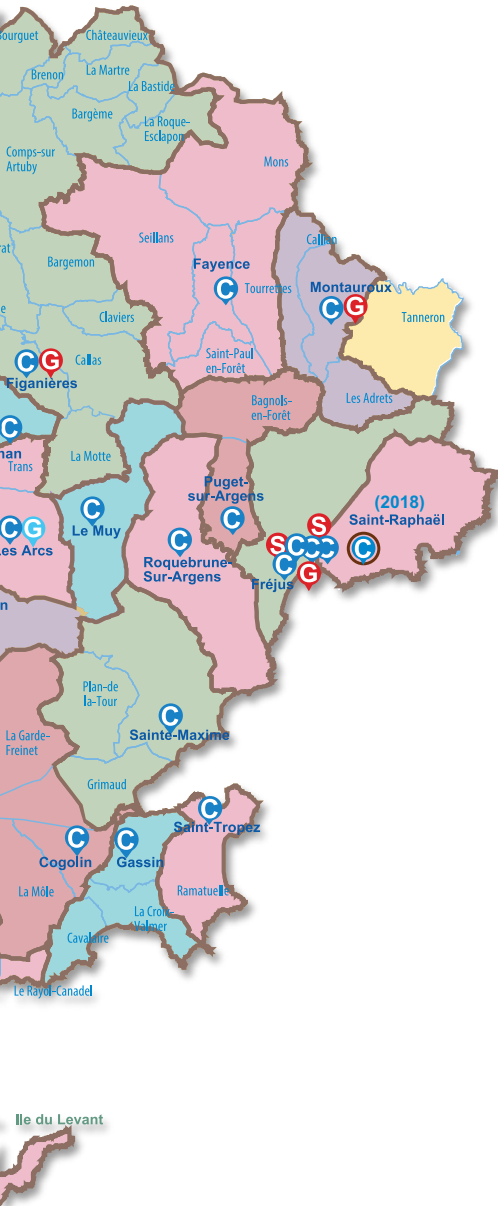 ourguet
Châteauvieux
Brenon
La Martre
La Bastide
Bargème
La Roque-
Esclapon
Comps-sur
Artuby
Mons
Seillans
Callian
Bargemon
Fayence
C
Tourrettes
Montauroux
C G
Tanneron
Claviers
Saint-Paul
en-Forêt
C G
Callas
Figanières
Les Adrets
Bagnols-
en-Forêt
C
nan
Trans
La Motte
Puget-
sur-Argens
C
(2018)
Saint-Raphaël
C
C
Le Muy
C G
Les Arcs
S
S C C C
C
G
Fréjus
C
Roquebrune-
Sur-Argens
n
Plan-de
la-Tour
C
Sainte-Maxime
La Garde-
Freinet
Grimaud
C
Saint-Tropez
C
Cogolin
C
Gassin
La Môle
Ramatuelle
La Croix-
Valmer
Cavalaire
Le Rayol-Canadel
Ile du Levant